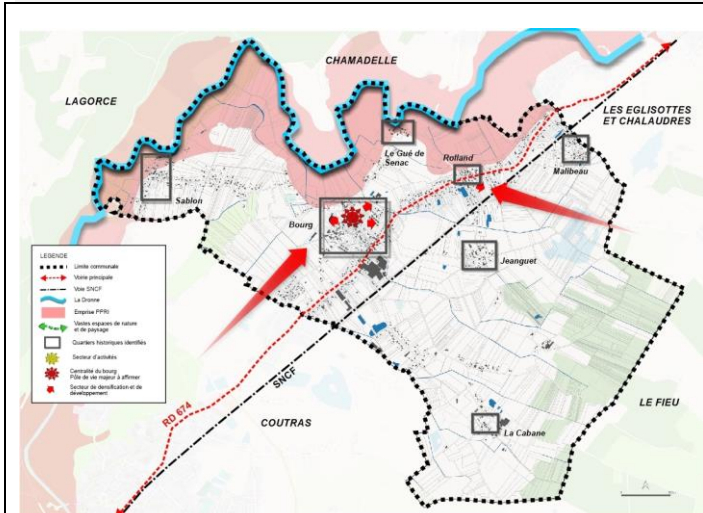 CHAMADELLE
LAGORCE
LES EGLISOTTES
ET CHALAUDRES
Le Gué de
Senac
Rolland
Malibeau
Sablon
Bourg
Jeanguet
LEGENDE
Limite communale
Voirie principale
Voie SNCF
La Dronne
Emprise PPRI
Vastes espaces de nature
et de paysage
Quartiers historiques identifiés
Secteur d'activités
Centralité du bourg
Pôle de vie majeur à affirmer
Secteur de densification et de
développement
SNCF
RD 674
COUTRAS
LE FIEU
La Cabane